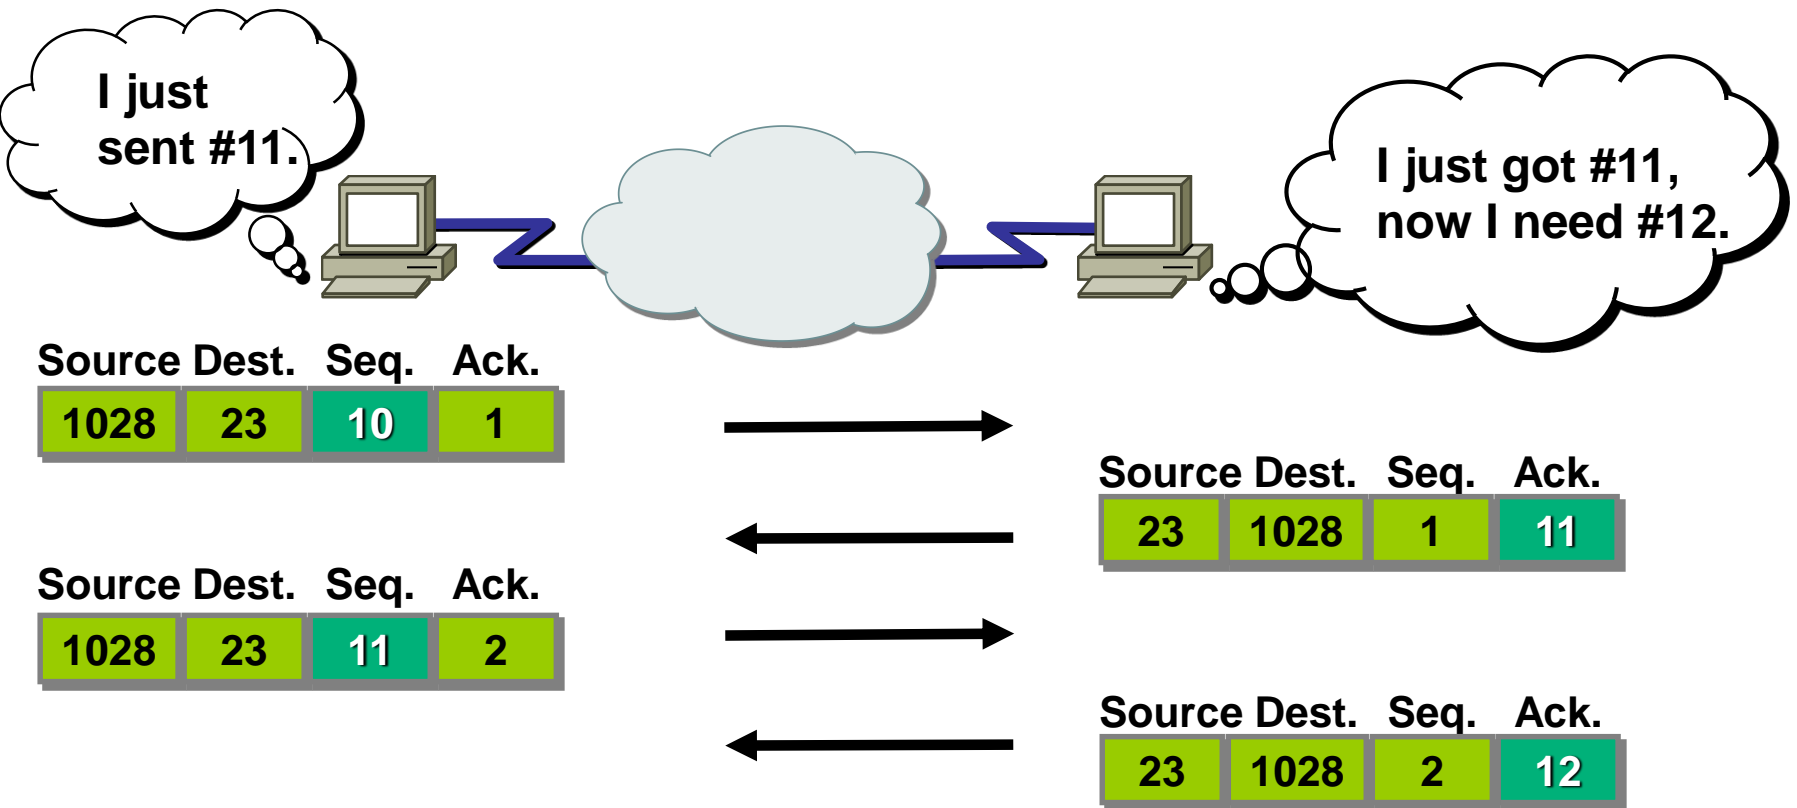 I just
sent #11.
I just got #11,
now I need #12.
Source Dest. Seq. Ack.
1028 23 10 1
Source Dest. Seq. Ack.
23 1028 1 11
Source Dest. Seq. Ack.
1028 23 11 2
Source Dest. Seq. Ack.
23 1028 2 12